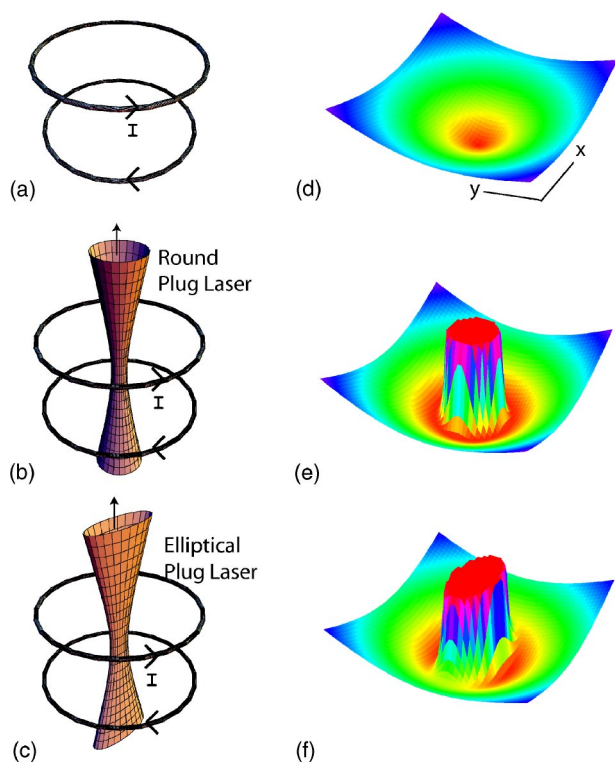 I
(a)
(d)
x
y
Round
Plug Laser
I
(b)
(e)
Elliptical
Plug Laser
I
(c)
(f)